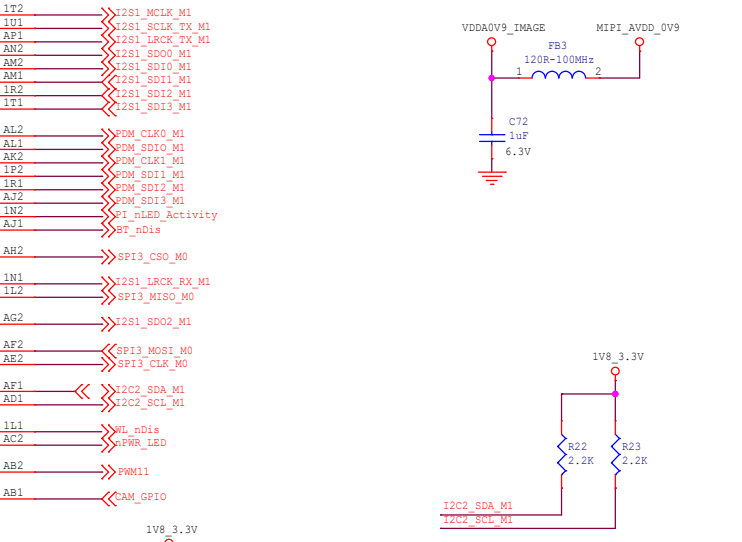 1T2 I2S1_MCLK_M1
1U1 I2S1_SCLK_TX_M1
AP1 I2S1_LRCK_TX_M1
AN2 I2S1_SDO0_M1
AM2 I2S1_SDI0_M1
AM1 I2S1_SDI1_M1
1R2 I2S1_SDI2_M1
1T1 I2S1_SDI3_M1
AL2 PDM_CLK0_M1
AL1 PDM_SDIO_M1
AK2 PDM_CLK1_M1
1P2 PDM_SDI1_M1
1R1 PDM_SDI2_M1
AJ2 PDM_SDI3_M1
1N2 PI_nLED_Activity
AJ1 BT_nDis
AH2 SPI3_CSO_M0
1N1 I2S1_LRCK_RX_M1
1L2 SPI3_MISO_M0
AG2 I2S1_SDO2_M1
AF2 SPI3_MOSI_M0
AE2 SPI3_CLK_M0
AF1 I2C2_SDA_M1
AD1 I2C2_SCL_M1
1L1 WL_nDis
AC2 nPWR_LED
AB2 PWM11
AB1 CAM_GPIO
1V8_3.3V
VDDA0V9_IMAGE MIPI_AVDD_0V9
FB3
120R-100MHz
1 2
C72
1uF
6.3V
1V8_3.3V
R22 R23
2.2K 2.2K
I2C2_SDA_M1
I2C2_SCL_M1